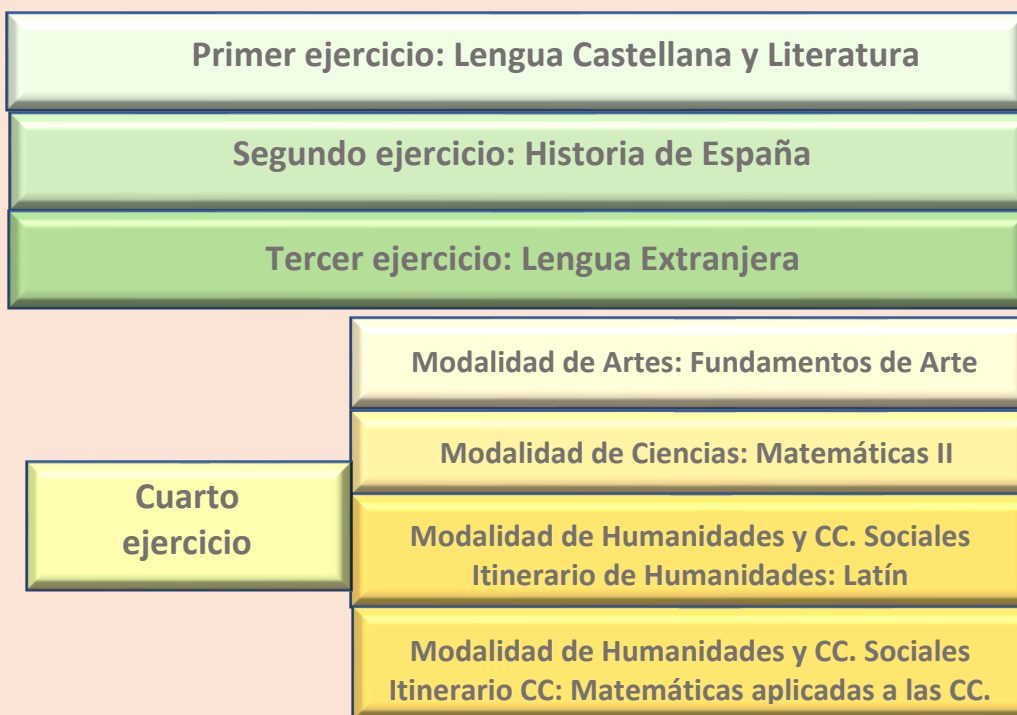 Primer ejercicio: Lengua Castellana y Literatura
Segundo ejercicio: Historia de España
Tercer ejercicio: Lengua Extranjera
Cuarto
ejercicio
Modalidad de Artes: Fundamentos de Arte
Modalidad de Ciencias: Matemáticas II
Modalidad de Humanidades y CC. Sociales
Itinerario de Humanidades: Latín
Modalidad de Humanidades y CC. Sociales
Itinerario CC: Matemáticas aplicadas a las CC.